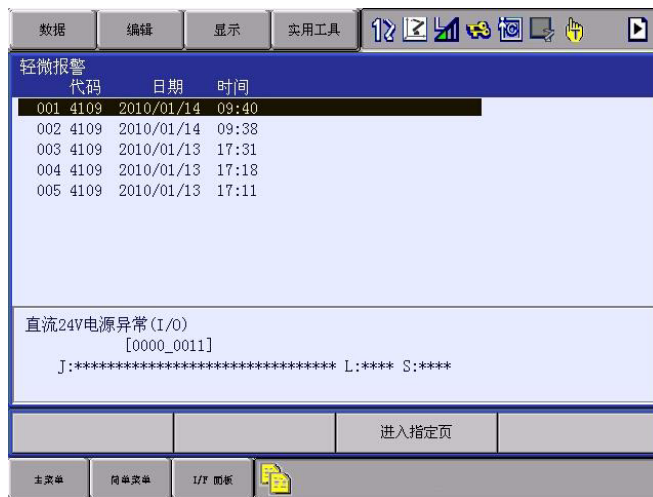 数据 编辑 显示 实用工具
轻微报警
代码 日期 时间
001 4109 2010/01/14 09:40
002 4109 2010/01/14 09:38
003 4109 2010/01/13 17:31
004 4109 2010/01/13 17:18
005 4109 2010/01/13 17:11
直流24V电源异常(I/O)
[0000_0011]
J:******************************** L:**** S:****
进入指定页
主菜单 简单菜单 I/F 面板